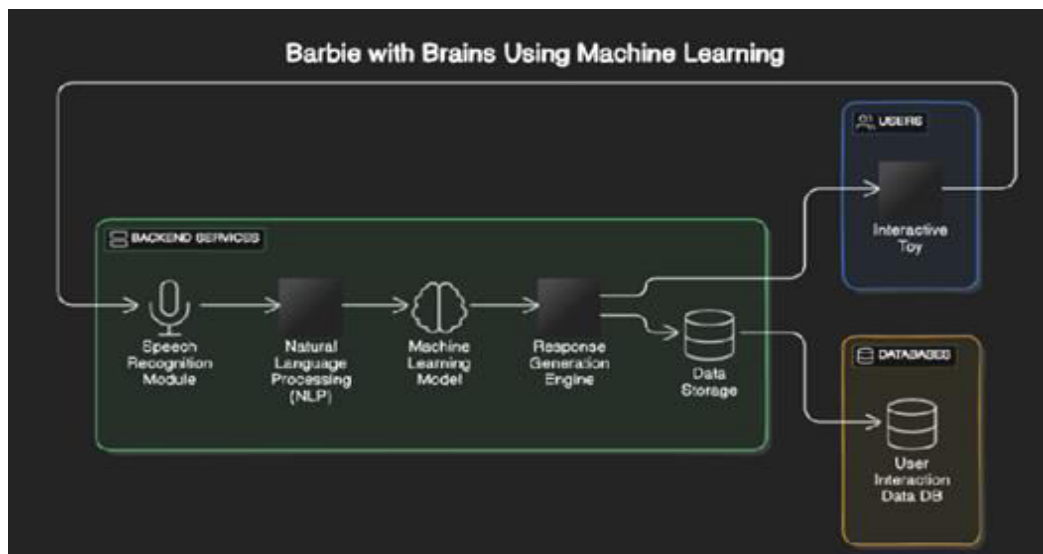 Barbie with Brains Using Machine Learning
USERS
Interactive
Toy
BACKEND SERVICES
Speech
Recognition
Module
Natural
Language
Processing
(NLP)
Machine
Learning
Model
Response
Generation
Engine
Data
Storage
DATABASES
User
Interaction
Data DB